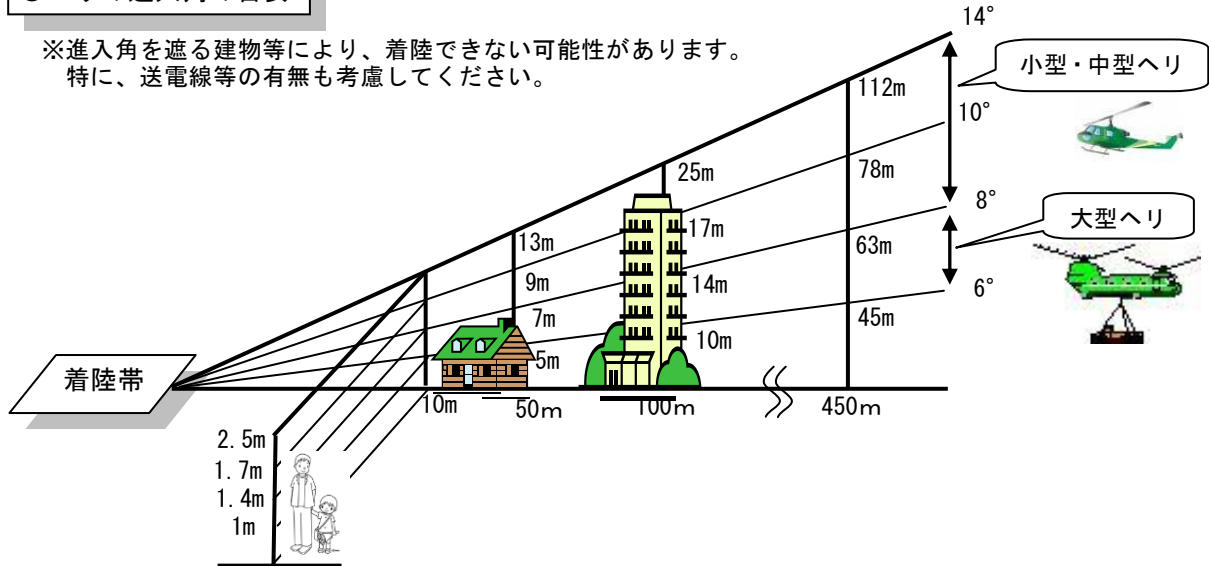 ※進入角を遮る建物等により、着陸できない可能性があります。
特に、送電線等の有無も考慮してください。
14°
小型・中型ヘリ
112m
10°
78m
25m
8°
大型ヘリ
17m
13m
63m
14m
9m
6°
7m
45m
10m
5m
着陸帯
10m
50m
100m
450m
2.5m
1.7m
1.4m
1m